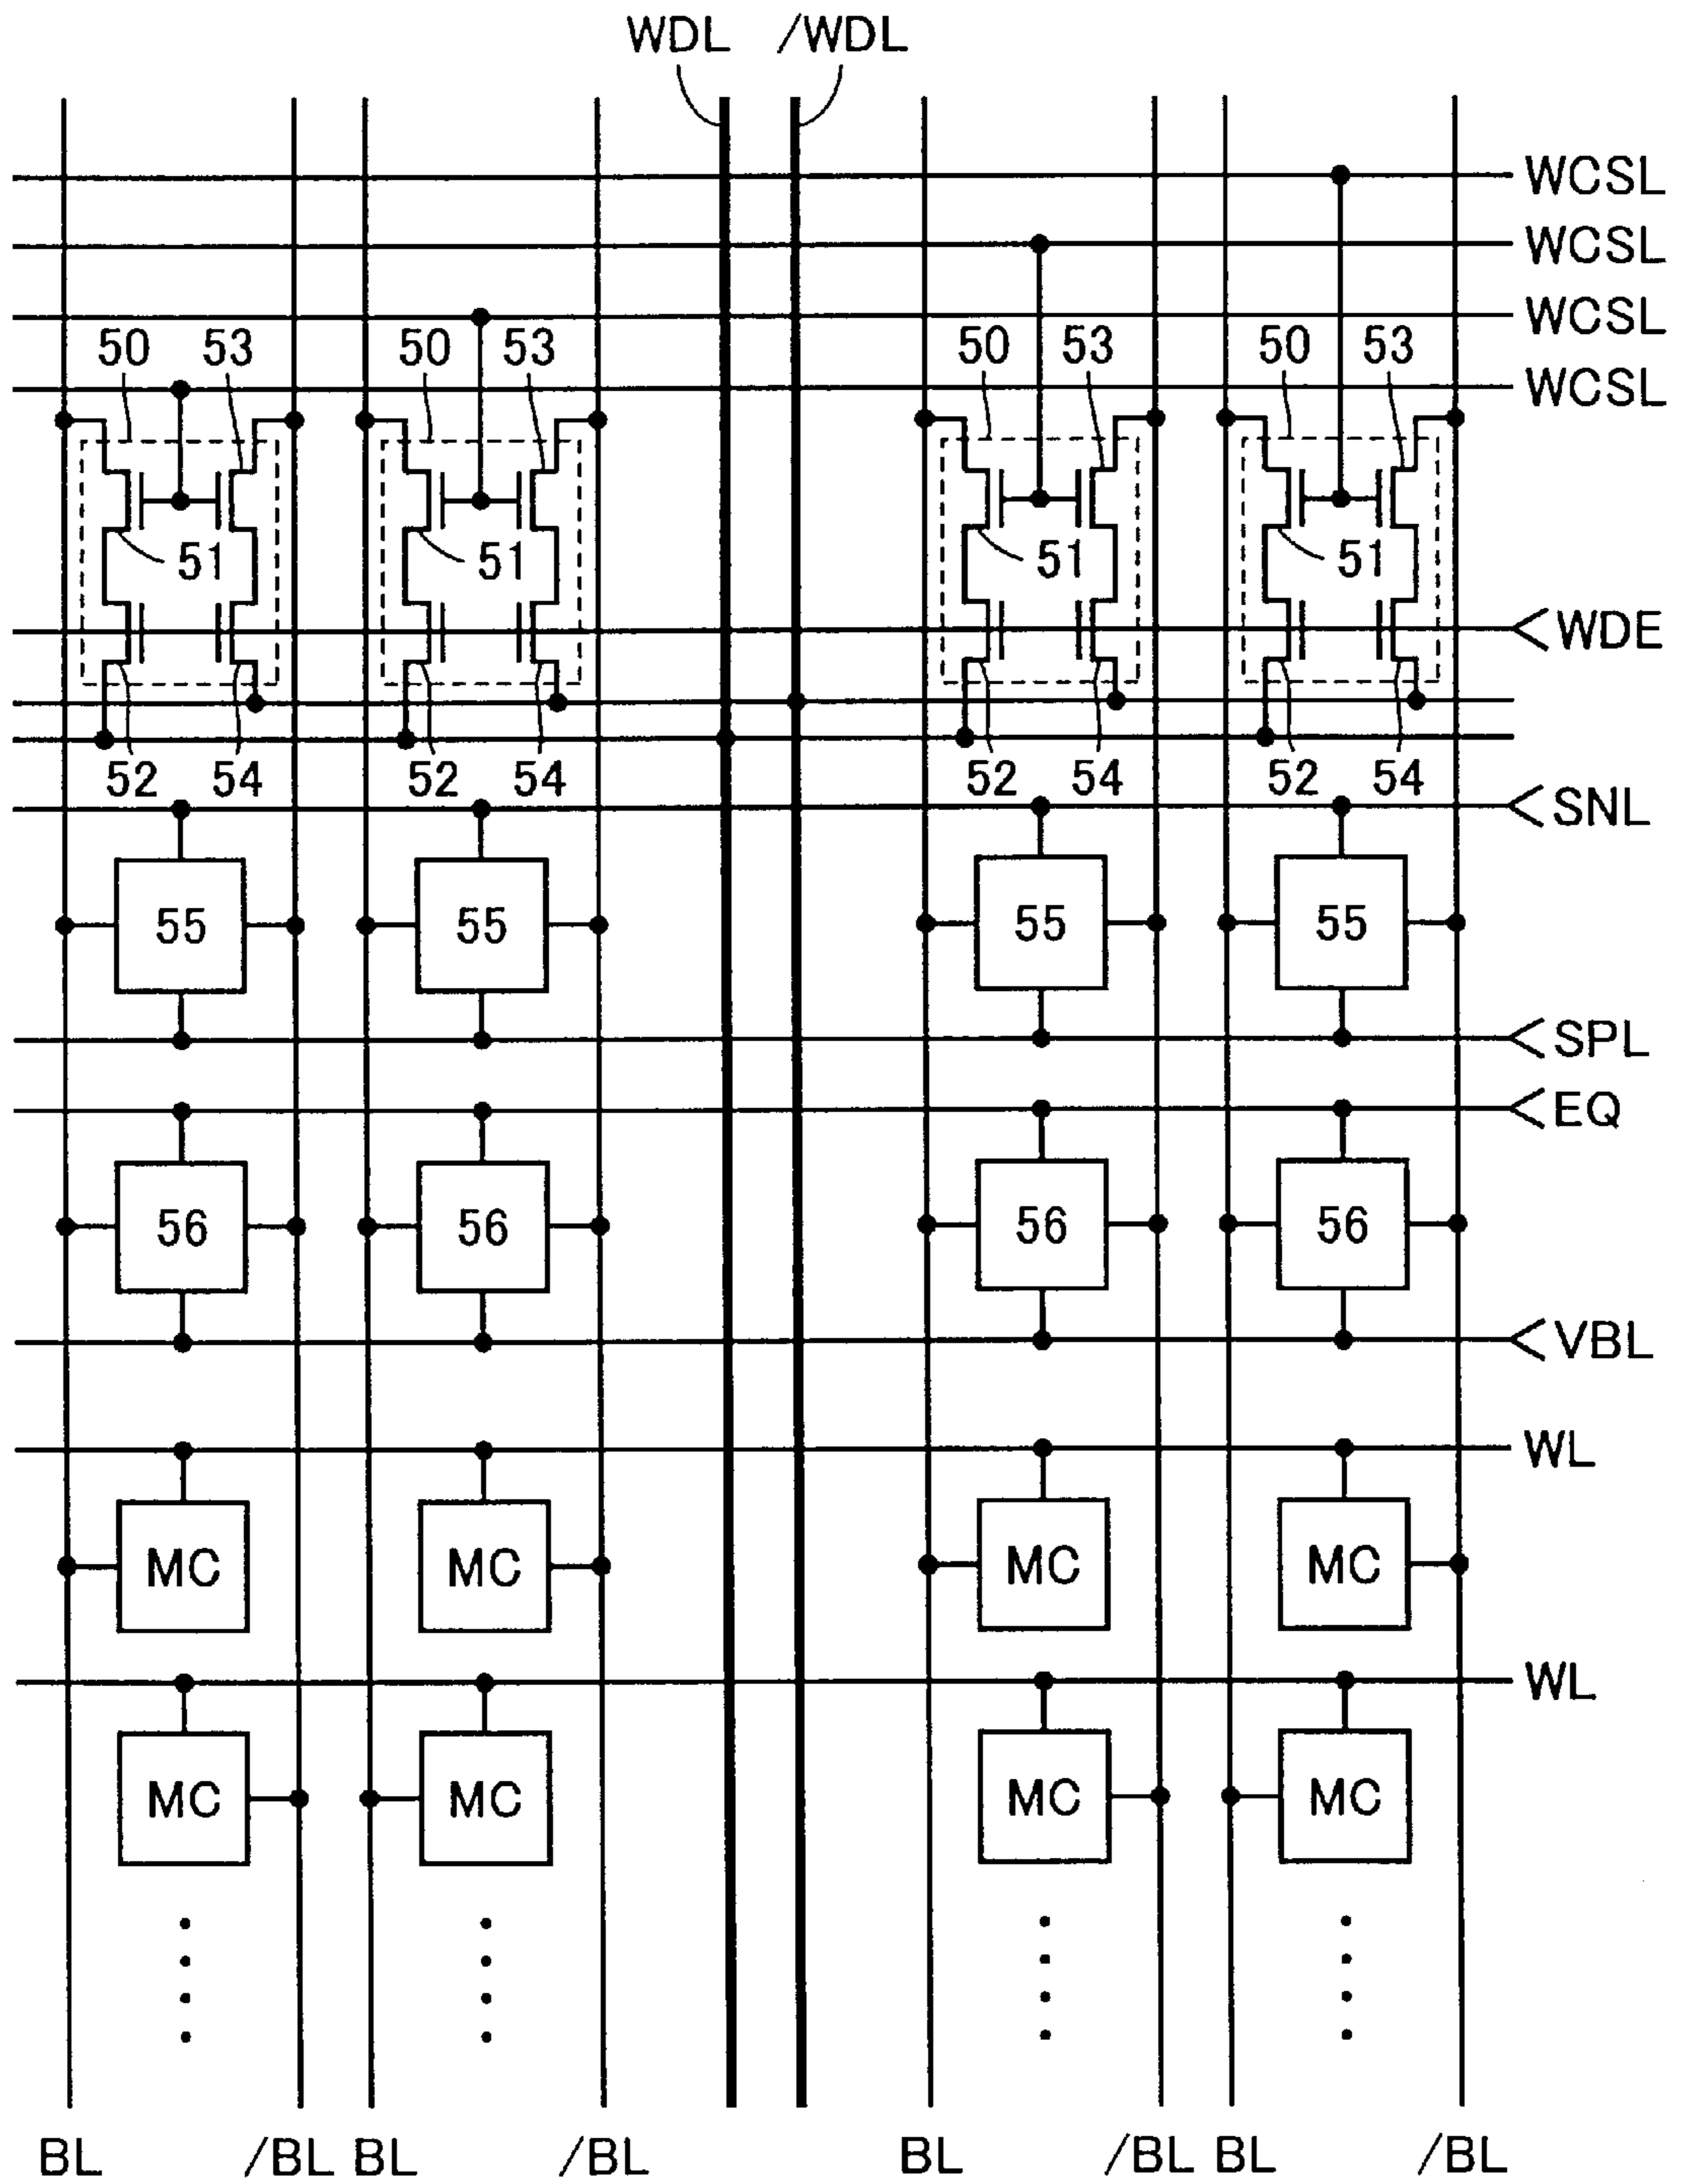 WDL /WDL
WCSL
WCSL
WCSL
50 53 50 53 50 53 50 53
WCSL
51 51 51 51
WDE
52 54 52 54 52 54 52 54
SNL
55 55 55 55
SPL
EQ
56 56 56 56
VBL
WL
MC MC MC MC
WL
MC MC MC MC
BL /BL BL /BL BL /BL BL /BL